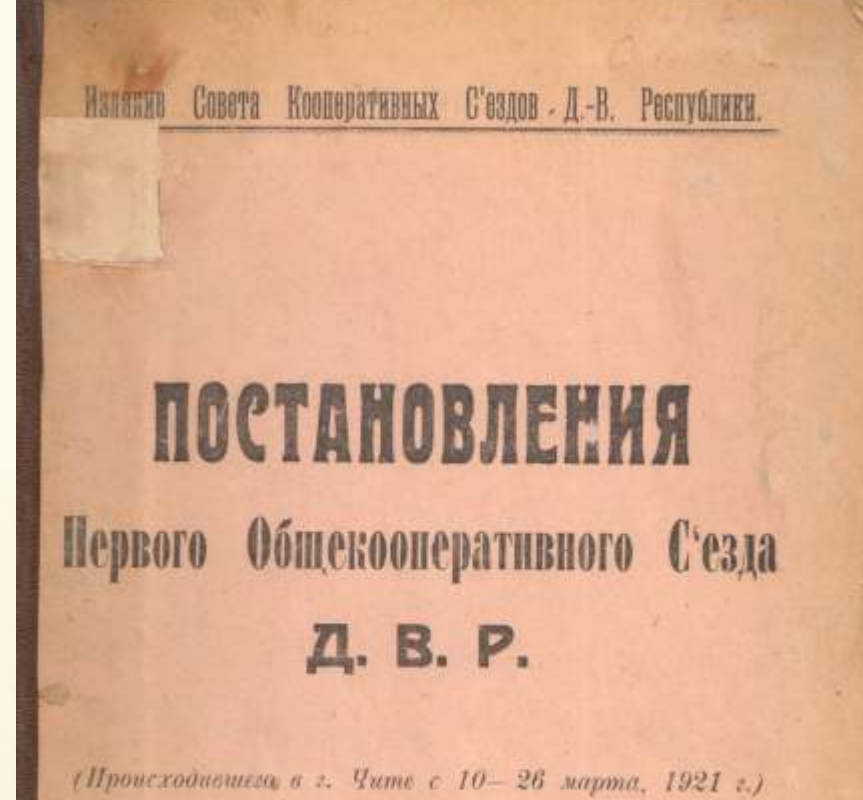 Издание Совета Кооперативных С'ездов Д.-В. Республики.
ПОСТАНОВЛЕНИЯ
Первого Общекооперативного С'езда
Д. В. Р.
(Происходившего в г. Чите с 10—26 марта, 1921 г.)